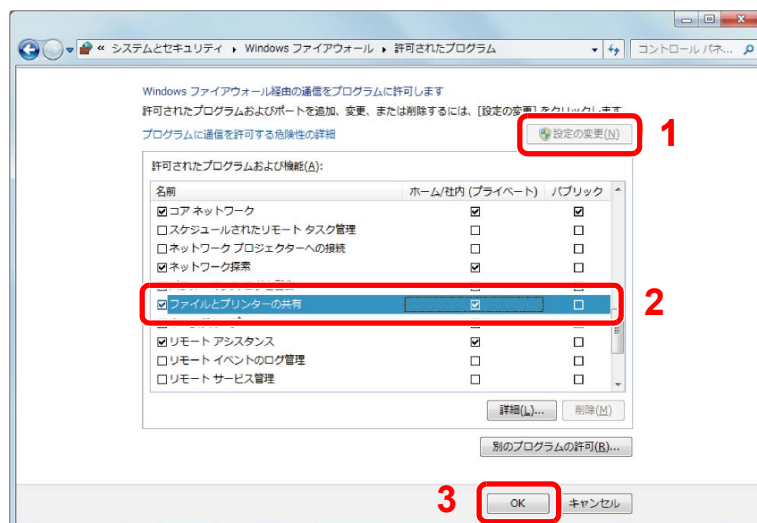 « システムとセキュリティ ▸ Windows ファイアウォール ▸ 許可されたプログラム
コントロール パネ...
Windows ファイアウォール経由の通信をプログラムに許可します
許可されたプログラムおよびポートを追加、変更、または削除するには、[設定の変更] をクリックします。
プログラムに通信を許可する危険性の詳細
設定の変更(N)
1
許可されたプログラムおよび機能(A):
名前 ホーム/社内 (プライベート) パブリック
コア ネットワーク
スケジュールされたリモート タスク管理
ネットワーク プロジェクターへの接続
ネットワーク探索
ファイルとプリンターの共有
2
リモート アシスタンス
リモート イベントのログ管理
リモート サービス管理
詳細(L)... 削除(M)
別のプログラムの許可(R)...
3
OK キャンセル